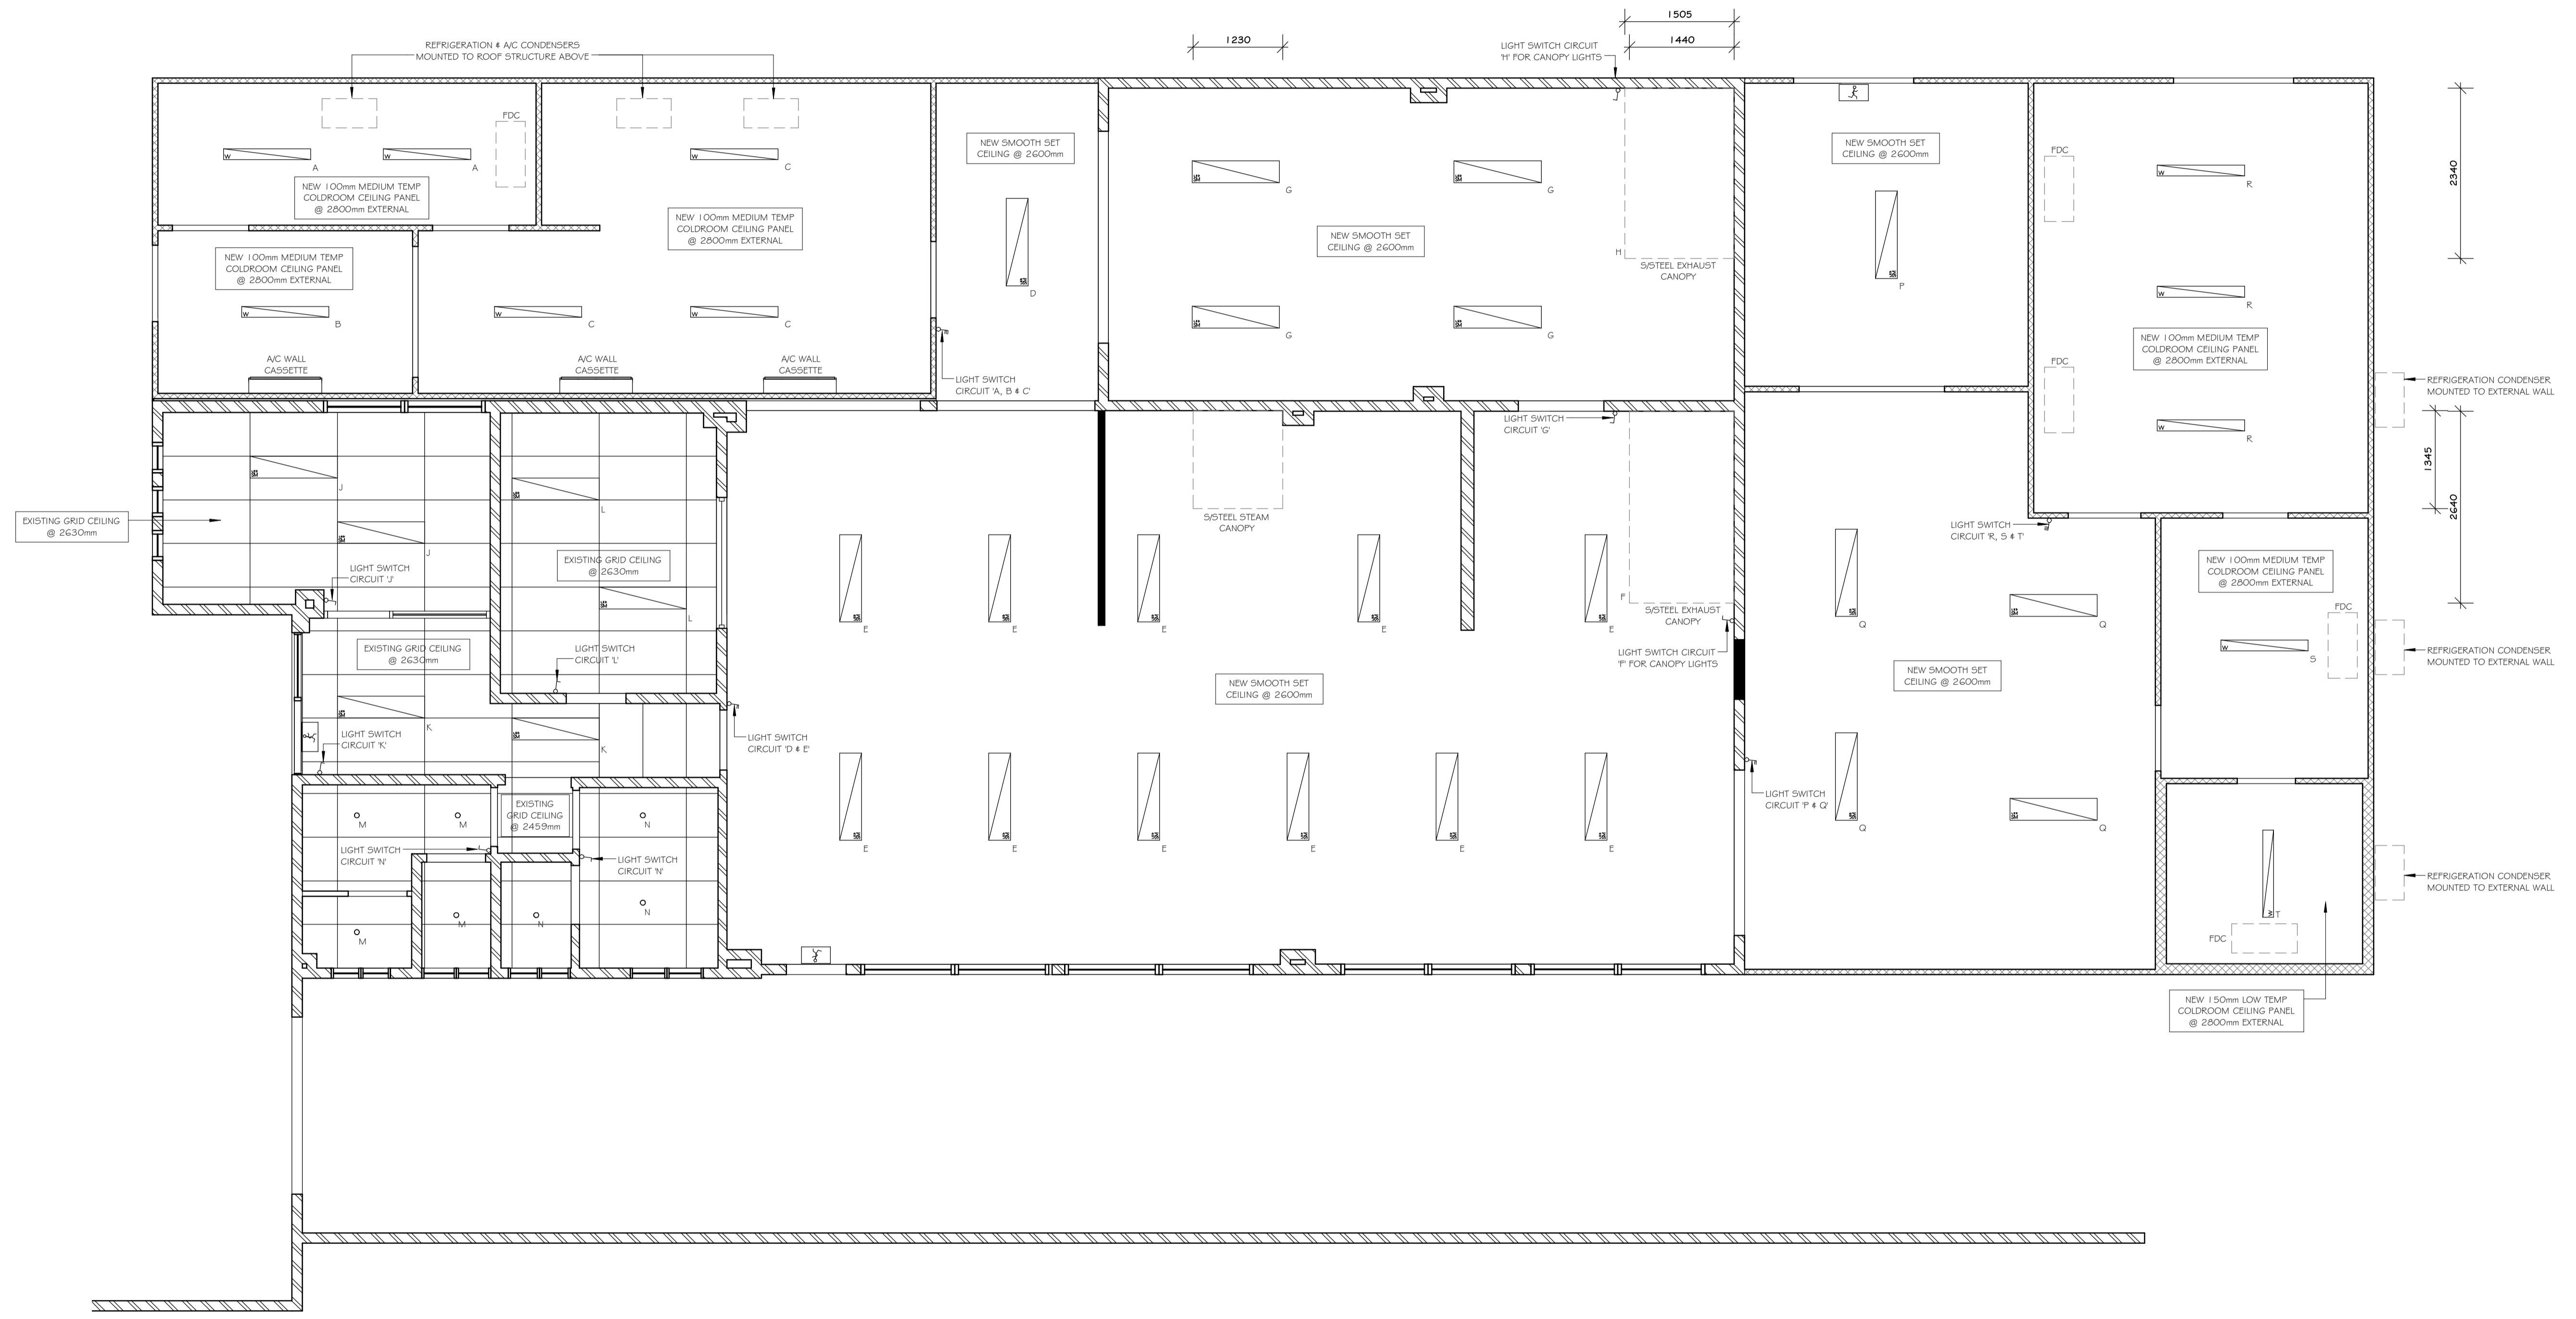 1505
1230
1440
REFRIGERATION & A/C CONDENSERS
MOUNTED TO ROOF STRUCTURE ABOVE
LIGHT SWITCH CIRCUIT
'H' FOR CANOPY LIGHTS
FDC
W
A
W
A
NEW 100mm MEDIUM TEMP
COLDROOM CEILING PANEL
@ 2800mm EXTERNAL
W
C
NEW 100mm MEDIUM TEMP
COLDROOM CEILING PANEL
@ 2800mm EXTERNAL
NEW SMOOTH SET
CEILING @ 2600mm
D
G
G
NEW SMOOTH SET
CEILING @ 2600mm
G
G
H
S/STEEL EXHAUST
CANOPY
NEW SMOOTH SET
CEILING @ 2600mm
P
FDC
W
R
W
R
NEW 100mm MEDIUM TEMP
COLDROOM CEILING PANEL
@ 2800mm EXTERNAL
FDC
W
R
2340
NEW 100mm MEDIUM TEMP
COLDROOM CEILING PANEL
@ 2800mm EXTERNAL
W
B
W
C
W
C
A/C WALL
CASSETTE
A/C WALL
CASSETTE
A/C WALL
CASSETTE
LIGHT SWITCH
CIRCUIT 'A, B & C'
REFRIGERATION CONDENSER
MOUNTED TO EXTERNAL WALL
1345
2640
LIGHT SWITCH
CIRCUIT 'G'
EXISTING GRID CEILING
@ 2630mm
J
J
L
EXISTING GRID CEILING
@ 2630mm
L
LIGHT SWITCH
CIRCUIT 'J'
EXISTING GRID CEILING
@ 2630mm
LIGHT SWITCH
CIRCUIT 'L'
K
K
LIGHT SWITCH
CIRCUIT 'K'
LIGHT SWITCH
CIRCUIT 'D & E'
S/STEEL STEAM
CANOPY
E
E
E
E
E
F
S/STEEL EXHAUST
CANOPY
LIGHT SWITCH CIRCUIT
'F' FOR CANOPY LIGHTS
NEW SMOOTH SET
CEILING @ 2600mm
E
E
E
E
E
E
LIGHT SWITCH
CIRCUIT 'R, S & T'
Q
Q
NEW SMOOTH SET
CEILING @ 2600mm
Q
Q
LIGHT SWITCH
CIRCUIT 'P & Q'
NEW 100mm MEDIUM TEMP
COLDROOM CEILING PANEL
@ 2800mm EXTERNAL
FDC
W
S
REFRIGERATION CONDENSER
MOUNTED TO EXTERNAL WALL
W
T
FDC
REFRIGERATION CONDENSER
MOUNTED TO EXTERNAL WALL
NEW 150mm LOW TEMP
COLDROOM CEILING PANEL
@ 2800mm EXTERNAL
EXISTING
GRID CEILING
@ 2459mm
M
M
N
LIGHT SWITCH
CIRCUIT 'N'
LIGHT SWITCH
CIRCUIT 'N'
M
M
N
N